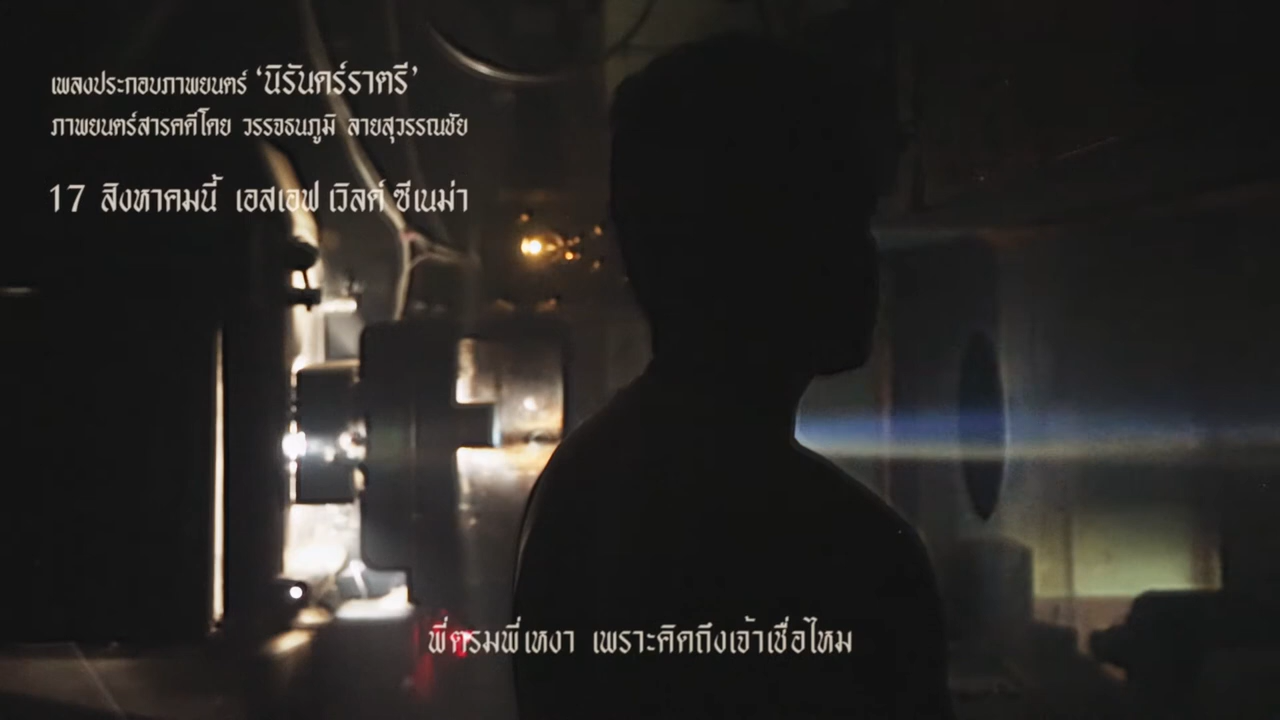 เพลงประกอบภาพยนตร์ ‘นิรันดร์ราตรี’
ภาพยนตร์สารคดีโดย วรรจธนภูมิ ลายสุวรรณชัย
17 สิงหาคมนี้ เอสเอฟ เวิลด์ ซีเนม่า
พี่ตรมพี่เหงา เพราะคิดถึงเจ้าเชื่อไหม